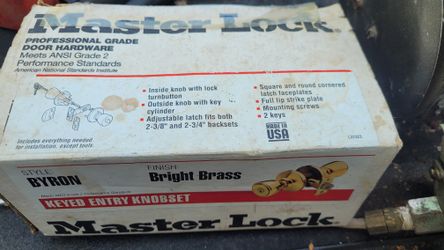 Master Lock
PROFESSIONAL GRADE
DOOR HARDWARE
Meets ANSI Grade 2
Performance Standards
American National Standards Institute
• Inside knob with lock
turnbutton
• Outside knob with key
cylinder
• Adjustable latch fits both
2-3/8" and 2-3/4" backsets
• Square and round cornered
latch faceplates
• Full lip strike plate
• Mounting screws
• 2 keys
MADE IN
USA
Includes everything needed
for installation, except tools.
STYLE:
BYRON
FINISH:
Bright Brass
KEYED ENTRY KNOBSET
Master Lock